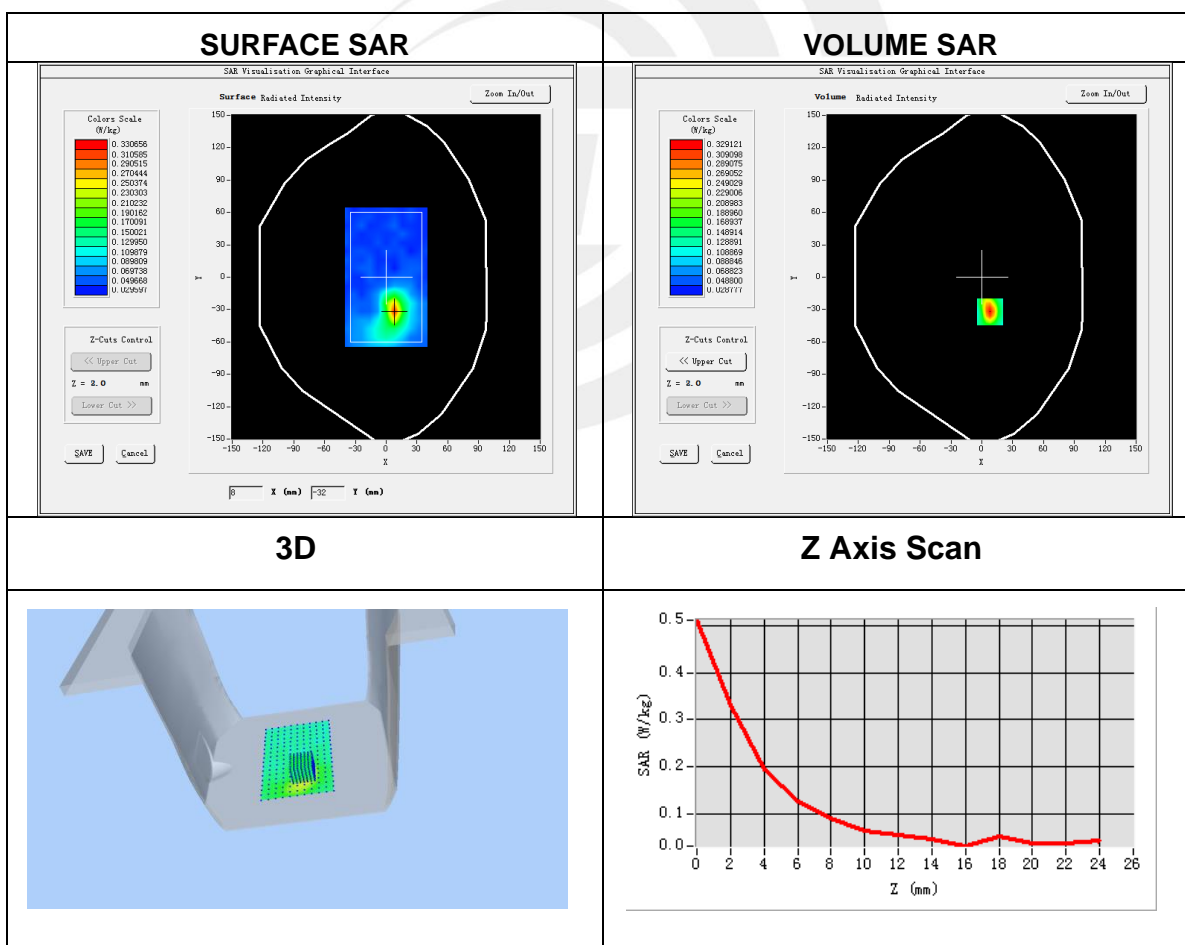 SURFACE SAR
SAR Visualisation Graphical Interface
Surface Radiated Intensity
Zoom In/Out
Colors Scale
(W/kg)
0.330656
0.310585
0.290515
0.270444
0.250374
0.230303
0.210232
0.190162
0.170091
0.150021
0.129950
0.109879
0.089809
0.069738
0.049668
0.029597
Z-Cuts Control
<< Upper Cut
Z = 2.0 mm
Lower Cut >>
SAVE
Cancel
150
90
60
30
0
-30
-60
-90
-120
-150
Y
-150 -120 -90 -60 -30 0 30 60 90 120 150
X
8 X (mm) -32 Y (mm)
VOLUME SAR
SAR Visualisation Graphical Interface
Volume Radiated Intensity
Zoom In/Out
Colors Scale
(W/kg)
0.329121
0.309098
0.289075
0.269052
0.249029
0.229006
0.208983
0.188960
0.168937
0.148914
0.128891
0.108869
0.088846
0.068823
0.048800
0.028777
Z-Cuts Control
<< Upper Cut
Z = 2.0 mm
Lower Cut >>
SAVE
Cancel
150
120
90
60
30
0
-30
-60
-90
-120
-150
Y
-150 -120 -90 -60 -30 0 30 60 90 120 150
X
3D
Z Axis Scan
0.5
0.4
0.3
0.2
0.1
0.0
SAR (W/kg)
0 2 4 6 8 10 12 14 16 18 20 22 24 26
Z (mm)